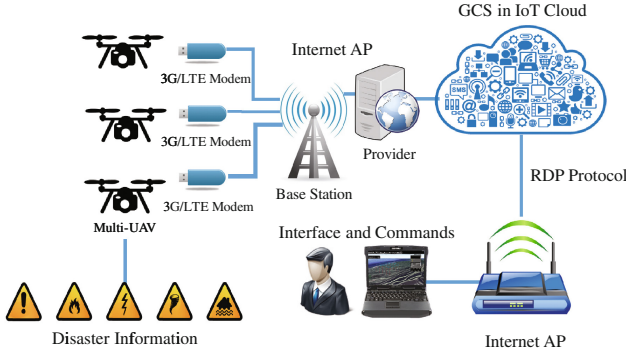 GCS in IoT Cloud
Internet AP
3G/LTE Modem
3G/LTE Modem
3G/LTE Modem
SMS
Provider
Base Station
RDP Protocol
Multi-UAV
Interface and Commands
Disaster Information
Internet AP